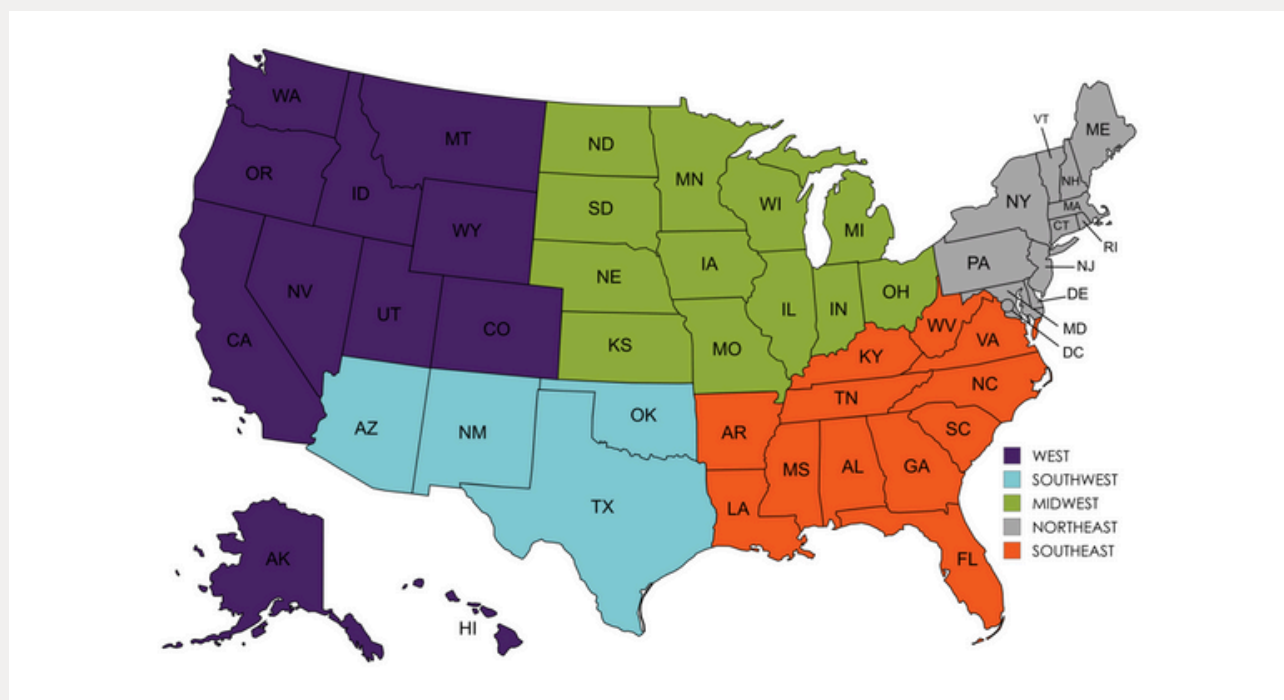 WA
MT
ND
VT
ME
OR
ID
MN
NH
SD
WI
NY
MA
WY
MI
CT
RI
IA
PA
NJ
NE
NV
OH
DE
UT
IL
IN
CO
WV
MD
CA
KS
MO
KY
VA
DC
NC
TN
OK
AZ
NM
AR
SC
WEST
MS
AL
GA
SOUTHWEST
TX
LA
MIDWEST
NORTHEAST
SOUTHEAST
AK
FL
HI